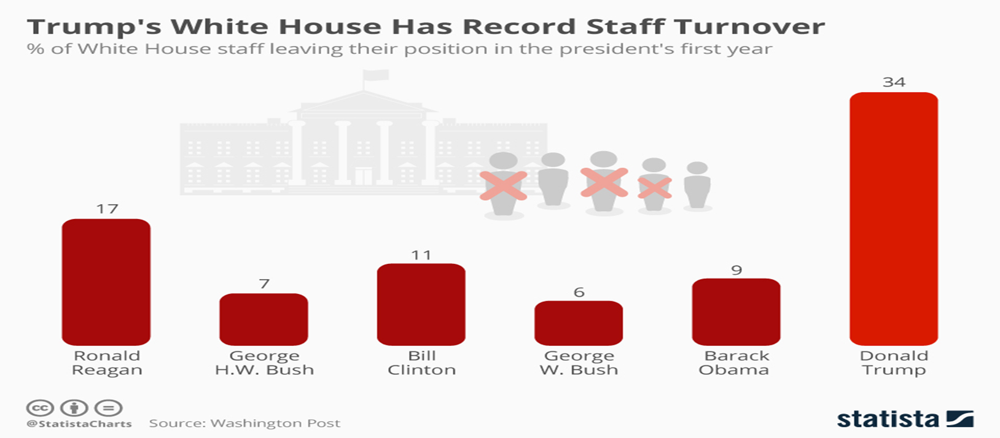 Trump's White House Has Record Staff Turnover
% of White House staff leaving their position in the president's first year
34
17
11
9
7
6
Ronald
Reagan
George
H.W. Bush
Bill
Clinton
George
W. Bush
Barack
Obama
Donald
Trump
cc
@StatistaCharts
Source: Washington Post
statista